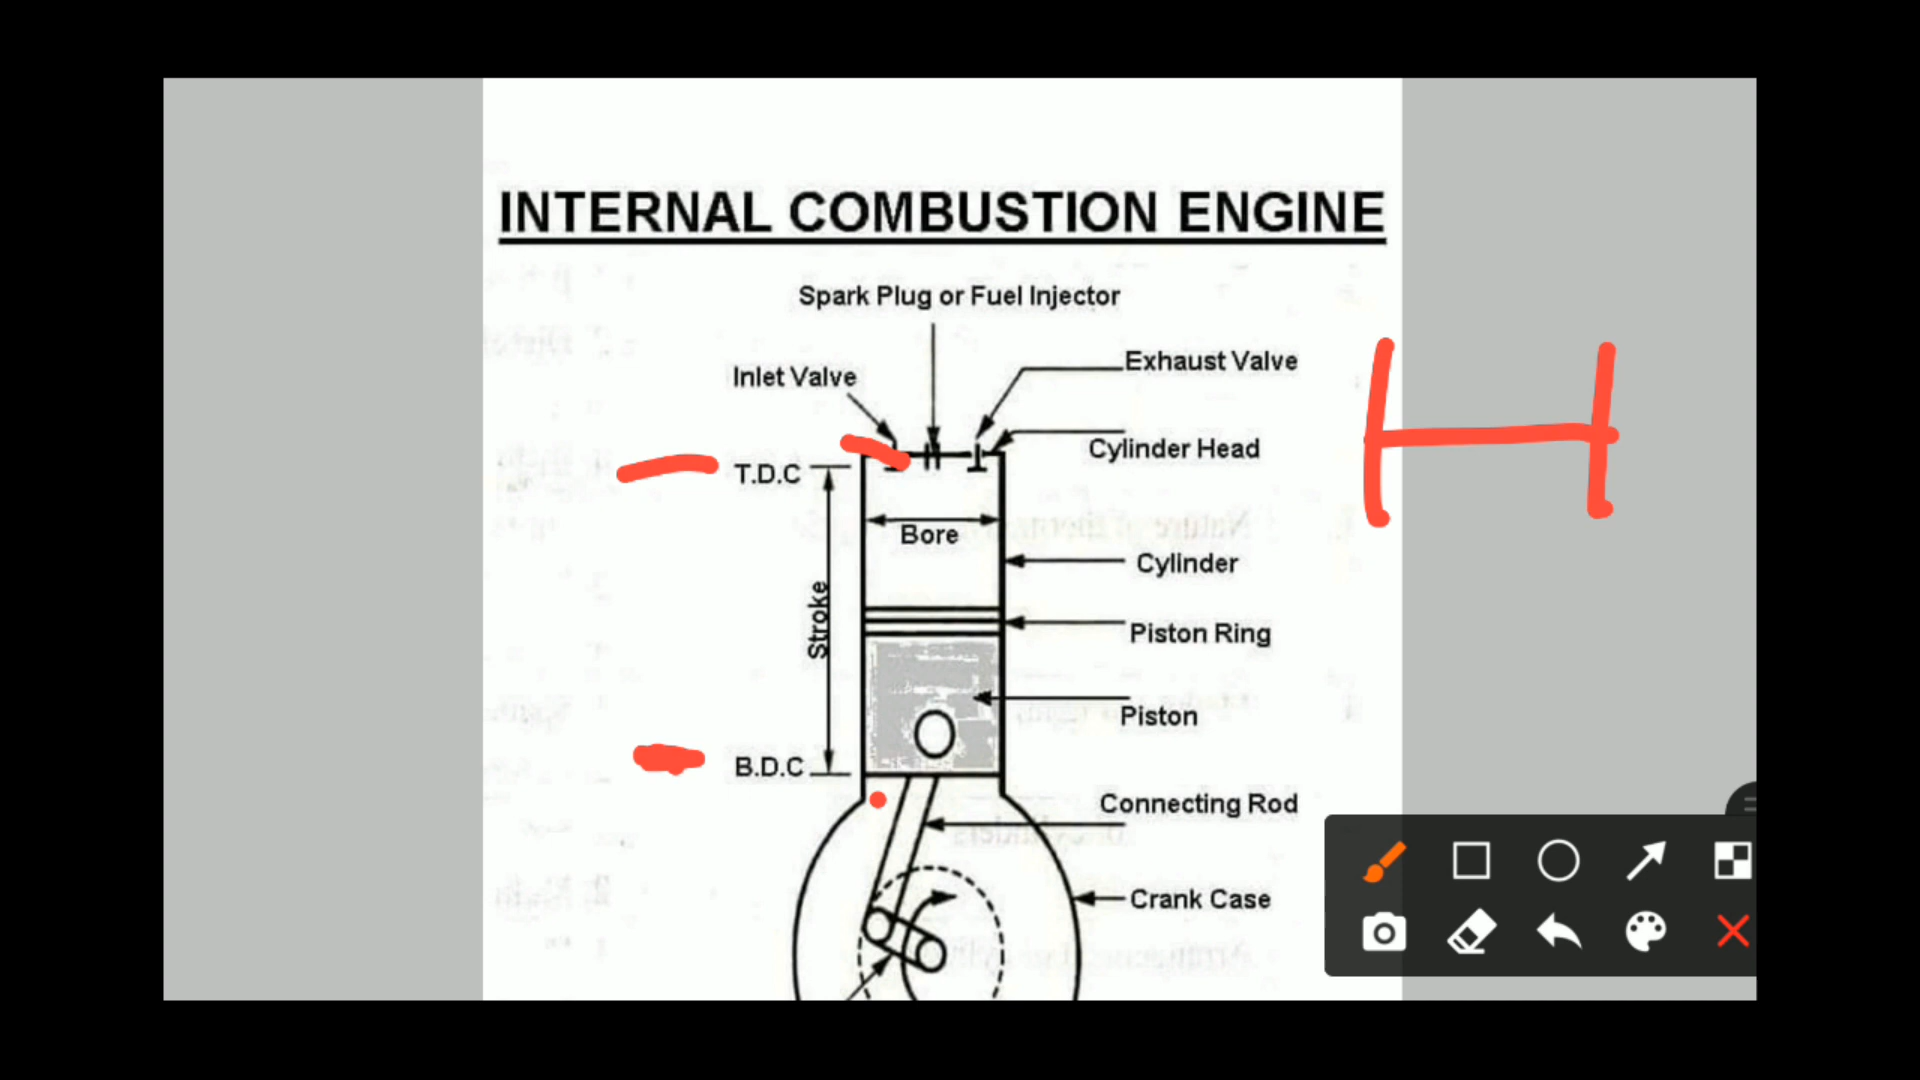 INTERNAL COMBUSTION ENGINE
Spark Plug or Fuel Injector
Exhaust Valve
Inlet Valve
Cylinder Head
T.D.C
Bore
Cylinder
Stroke
Piston Ring
Piston
B.D.C
Connecting Rod
Crank Case
H